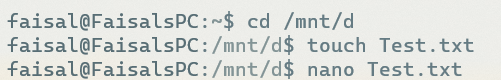 faisal@FaisalsPC:~$ cd /mnt/d
faisal@FaisalsPC:/mnt/d$ touch Test.txt
faisal@FaisalsPC:/mnt/d$ nano Test.txt